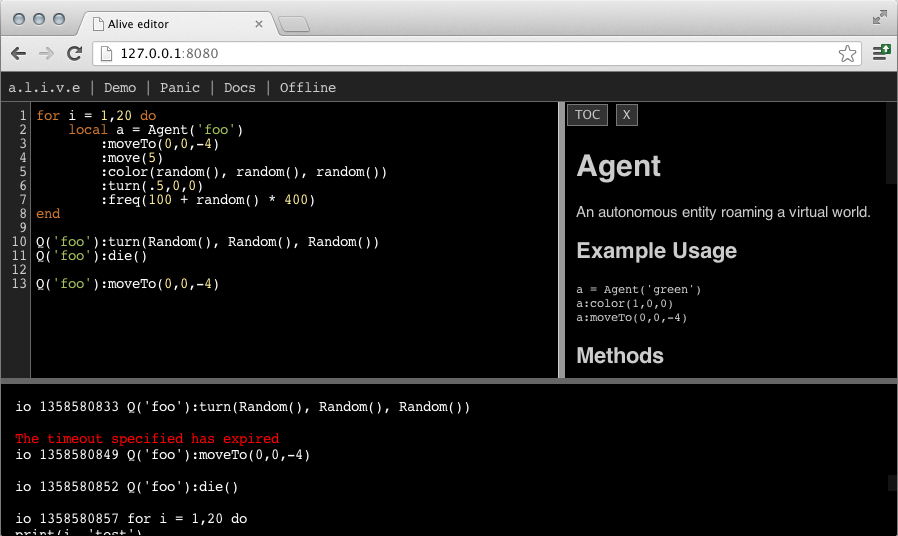 Alive editor
127.0.0.1:8080
a.l.i.v.e | Demo | Panic | Docs | Offline
1 for i = 1,20 do
2 local a = Agent('foo')
3 :moveTo(0,0,-4)
4 :move(5)
5 :color(random(), random(), random())
6 :turn(.5,0,0)
7 :freq(100 + random() * 400)
8 end
9
10 Q('foo'):turn(Random(), Random(), Random())
11 Q('foo'):die()
12
13 Q('foo'):moveTo(0,0,-4)
TOC X
Agent
An autonomous entity roaming a virtual world.
Example Usage
a = Agent('green')
a:color(1,0,0)
a:moveTo(0,0,-4)
Methods
io 1358580833 Q('foo'):turn(Random(), Random(), Random())
The timeout specified has expired
io 1358580849 Q('foo'):moveTo(0,0,-4)
io 1358580852 Q('foo'):die()
io 1358580857 for i = 1,20 do
print(i, 'test')